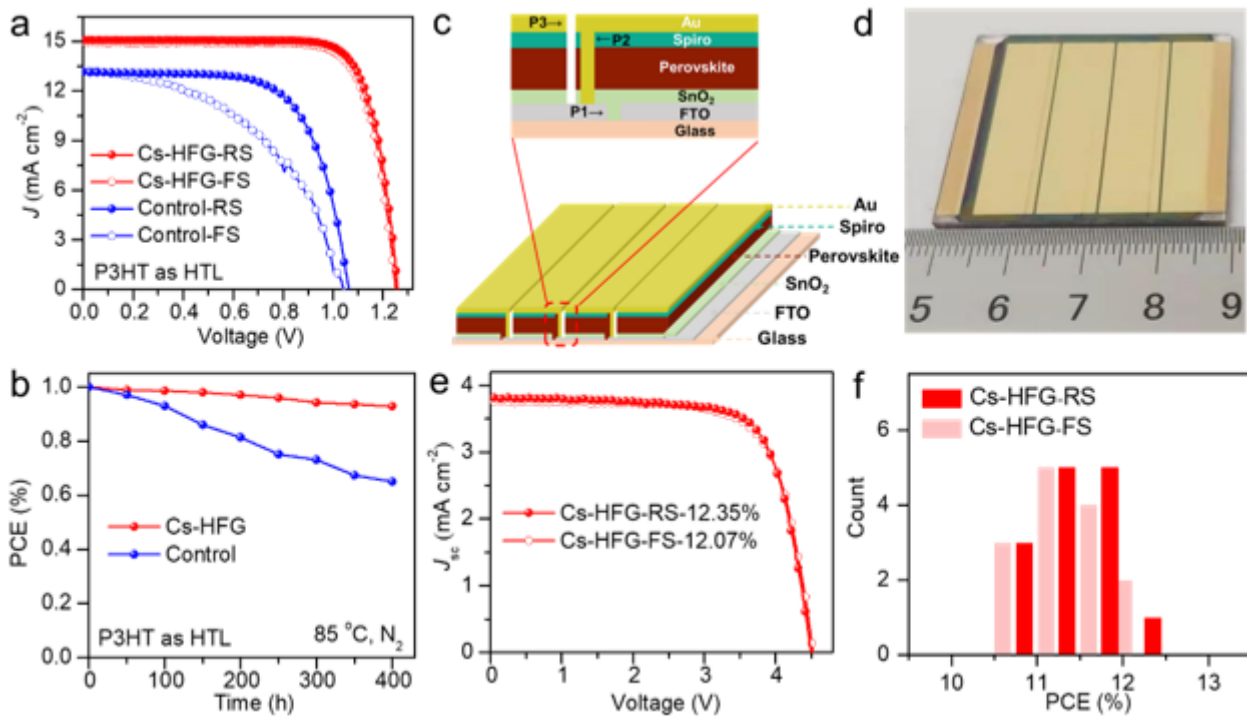 a
J (mA cm⁻²)
15
12
9
6
3
0
Cs-HFG-RS
Cs-HFG-FS
Control-RS
Control-FS
P3HT as HTL
0.0 0.2 0.4 0.6 0.8 1.0 1.2
Voltage (V)
c
P3→
Au
←P2
Spiro
Perovskite
SnO₂
P1→
FTO
Glass
Au
Spiro
Perovskite
SnO₂
FTO
Glass
d
5 6 7 8 9
b
PCE (%)
1.0
0.8
0.6
0.4
0.2
0.0
Cs-HFG
Control
P3HT as HTL 85 °C, N₂
0 100 200 300 400
Time (h)
e
J_sc (mA cm⁻²)
4
3
2
1
0
Cs-HFG-RS-12.35%
Cs-HFG-FS-12.07%
0 1 2 3 4
Voltage (V)
f
Count
6
4
2
0
Cs-HFG-RS
Cs-HFG-FS
10 11 12 13
PCE (%)